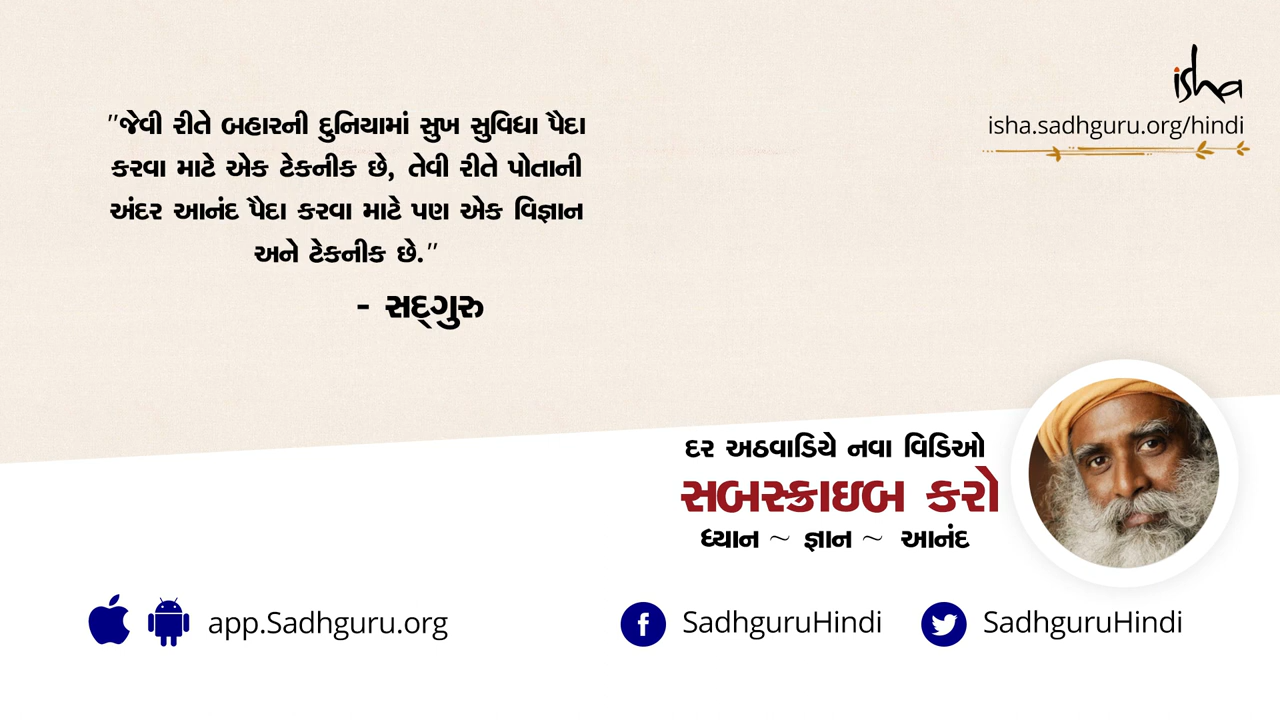 "જેવી રીતે બહારની દુનિયામાં સુખ સુવિધા પૈદા
કરવા માટે એક ટેકનીક છે, તેવી રીતે પોતાની
અંદર આનંદ પૈદા કરવા માટે પણ એક વિજ્ઞાન
અને ટેકનીક છે."
- સદ્‌ગુરુ
isha
isha.sadhguru.org/hindi
દર અઠવાડિયે નવા વિડિઓ
સબસ્ક્રાઇબ કરો
ધ્યાન ~ જ્ઞાન ~ આનંદ
app.Sadhguru.org
SadhguruHindi
SadhguruHindi